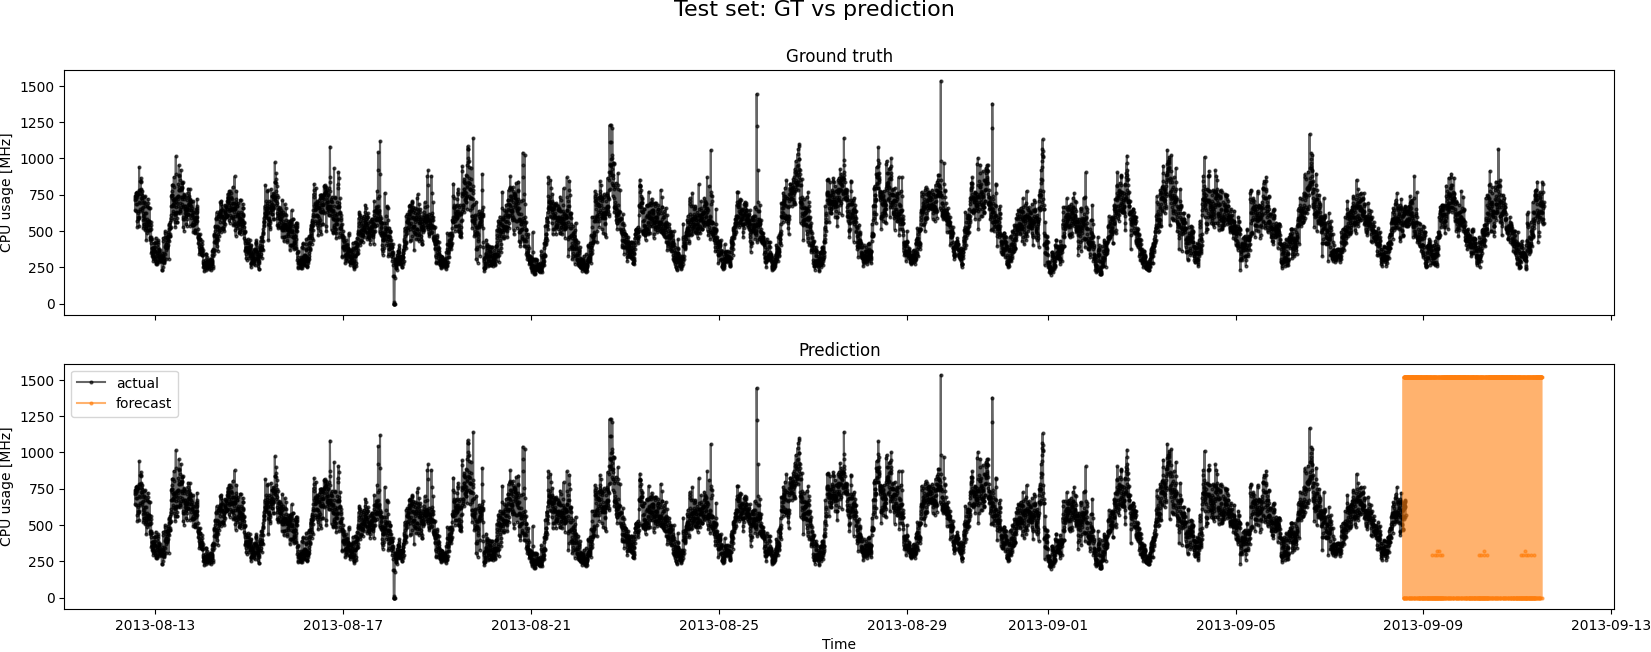 Test set: GT vs prediction
Ground truth
CPU usage [MHz]
1500
1250
1000
750
500
250
0
Prediction
actual
forecast
CPU usage [MHz]
1500
1250
1000
750
500
250
0
2013-08-13 2013-08-17 2013-08-21 2013-08-25 2013-08-29 2013-09-01 2013-09-05 2013-09-09 2013-09-13
Time